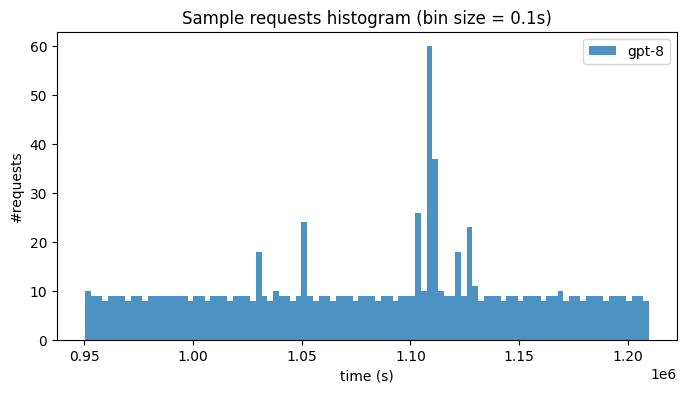 Sample requests histogram (bin size = 0.1s)
gpt-8
60
50
40
30
20
10
0
#requests
0.95
1.00
1.05
1.10
1.15
1.20
1e6
time (s)